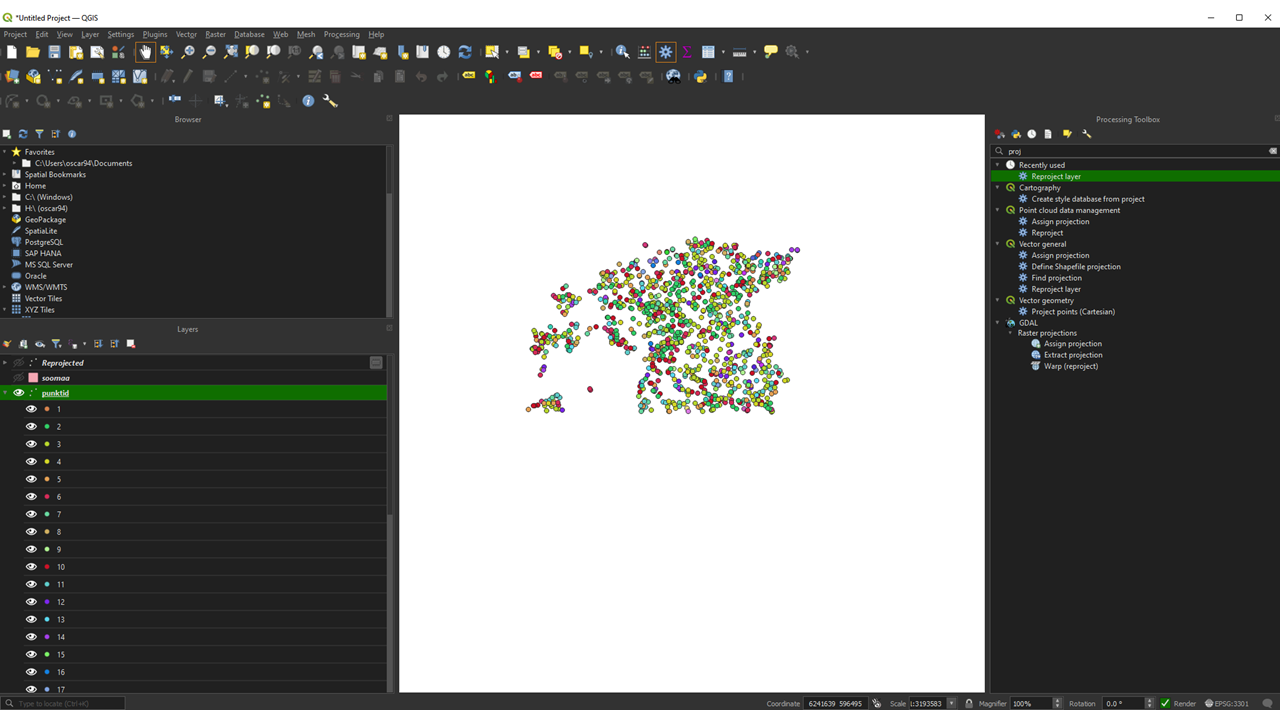 *Untitled Project — QGIS
Project Edit View Layer Settings Plugins Vector Raster Database Web Mesh Processing Help
Browser
Favorites
C:\Users\oscar94\Documents
Spatial Bookmarks
Home
C:\ (Windows)
H:\ (oscar94)
GeoPackage
SpatiaLite
PostgreSQL
SAP HANA
MS SQL Server
Oracle
WMS/WMTS
Vector Tiles
XYZ Tiles
Layers
Reprojected
soomaa
punktid
1
2
3
4
5
6
7
8
9
10
11
12
13
14
15
16
17
Processing Toolbox
proj
Recently used
Reproject layer
Cartography
Create style database from project
Point cloud data management
Assign projection
Reproject
Vector general
Assign projection
Define Shapefile projection
Find projection
Reproject layer
Vector geometry
Project points (Cartesian)
GDAL
Raster projections
Assign projection
Extract projection
Warp (reproject)
Type to locate (Ctrl+K) Coordinate 6241639 596495 Scale 1:3193583 Magnifier 100% Rotation 0.0 ° Render EPSG:3301